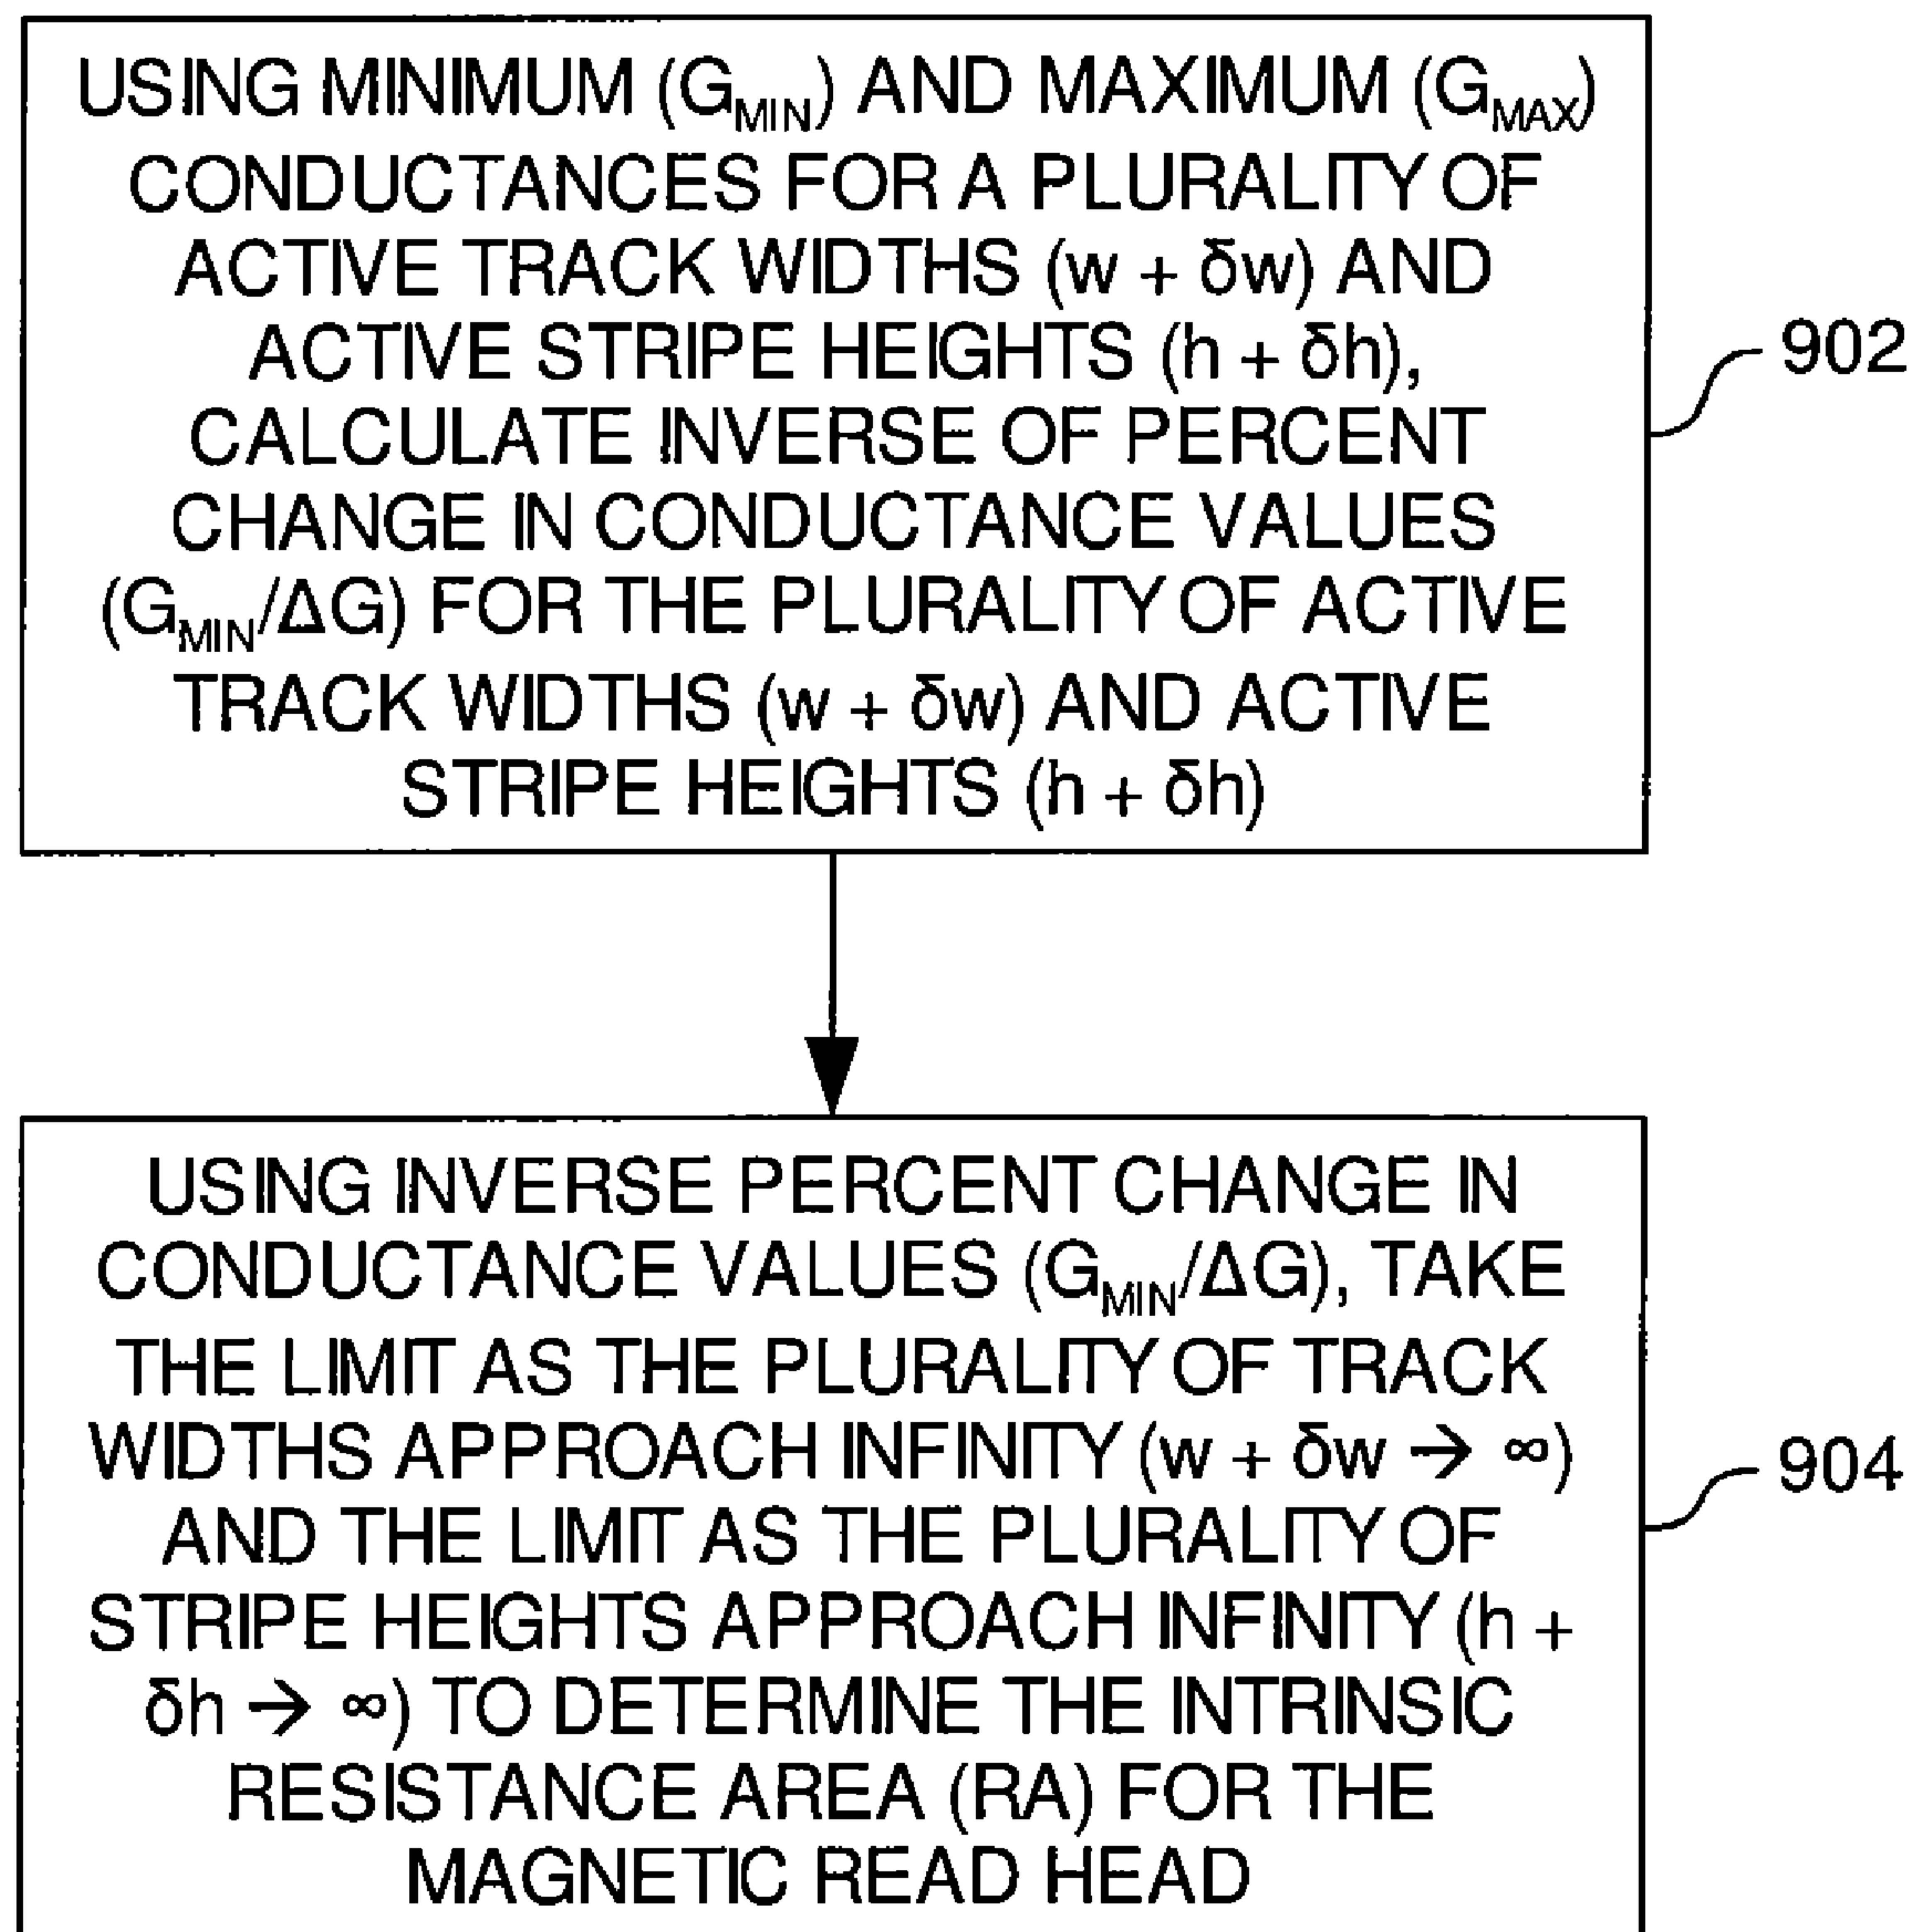 USING MINIMUM (G_MIN) AND MAXIMUM (G_MAX)
CONDUCTANCES FOR A PLURALITY OF
ACTIVE TRACK WIDTHS (w + δw) AND
ACTIVE STRIPE HEIGHTS (h + δh),
CALCULATE INVERSE OF PERCENT
CHANGE IN CONDUCTANCE VALUES
(G_MIN/ΔG) FOR THE PLURALITY OF ACTIVE
TRACK WIDTHS (w + δw) AND ACTIVE
STRIPE HEIGHTS (h + δh)
902
USING INVERSE PERCENT CHANGE IN
CONDUCTANCE VALUES (G_MIN/ΔG), TAKE
THE LIMIT AS THE PLURALITY OF TRACK
WIDTHS APPROACH INFINITY (w + δw → ∞)
AND THE LIMIT AS THE PLURALITY OF
STRIPE HEIGHTS APPROACH INFINITY (h +
δh → ∞) TO DETERMINE THE INTRINSIC
RESISTANCE AREA (RA) FOR THE
MAGNETIC READ HEAD
904